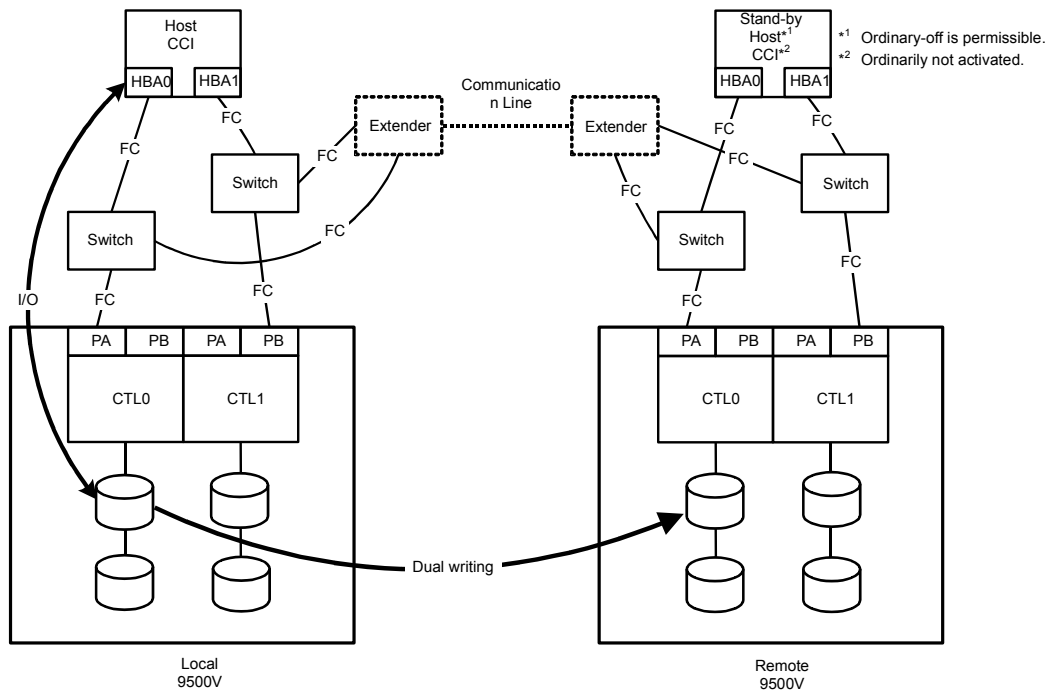 Host
CCI
HBA0
HBA1
Stand-by
Host*1
CCI*2
HBA0
HBA1
*1 Ordinary-off is permissible.
*2 Ordinarily not activated.
Communicatio
n Line
Extender
Extender
FC
FC
FC
FC
FC
FC
FC
Switch
Switch
FC
FC
Switch
Switch
FC
FC
FC
FC
FC
I/O
PA
PB
PA
PB
CTL0
CTL1
PA
PB
PA
PB
CTL0
CTL1
Dual writing
Local
9500V
Remote
9500V